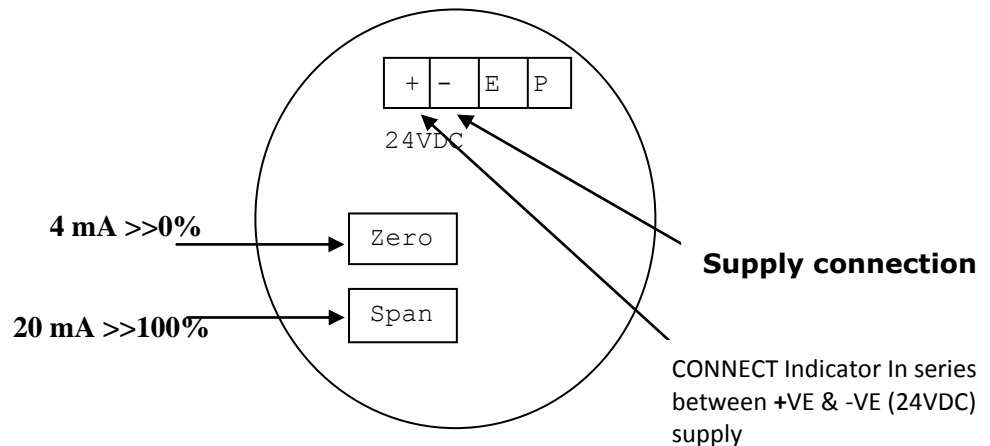 + - E P
24VDC
4 mA >>0%
Zero
Supply connection
20 mA >>100%
Span
CONNECT Indicator In series
between +VE & -VE (24VDC)
supply